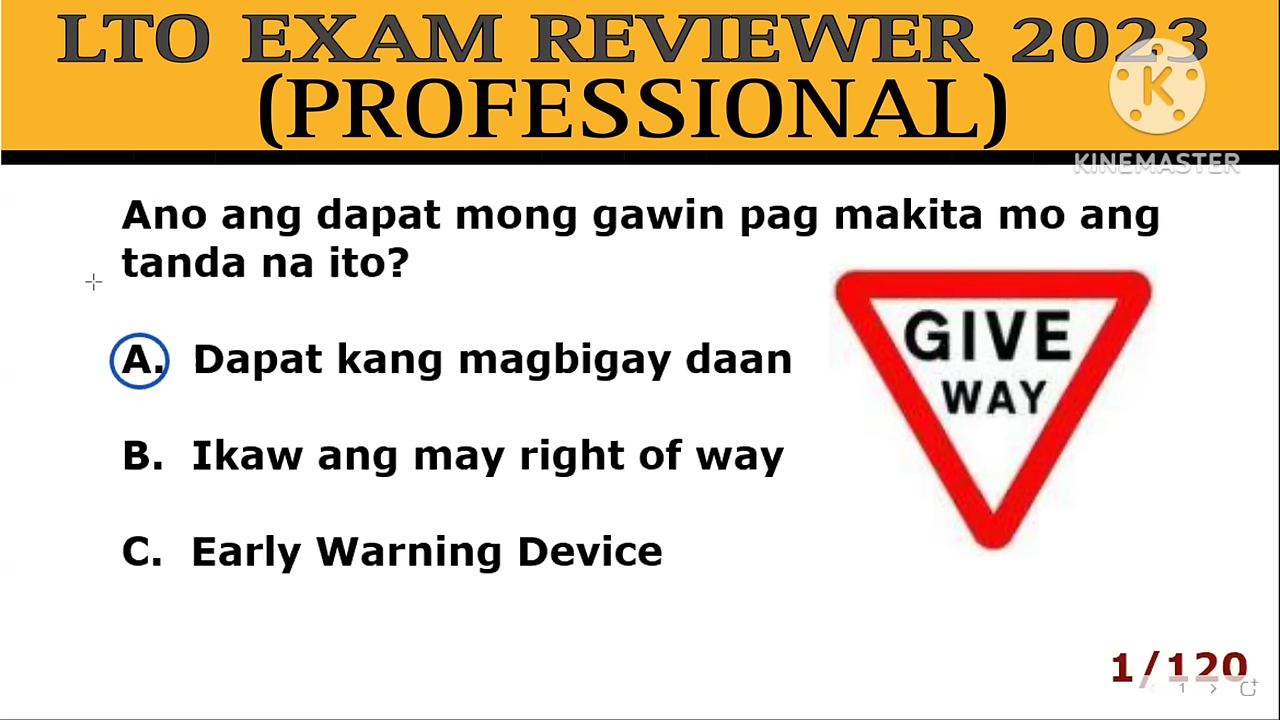 LTO EXAM REVIEWER 2023
(PROFESSIONAL)
K
KINEMASTER
Ano ang dapat mong gawin pag makita mo ang
tanda na ito?
GIVE
WAY
A. Dapat kang magbigay daan
B. Ikaw ang may right of way
C. Early Warning Device
1/120
1